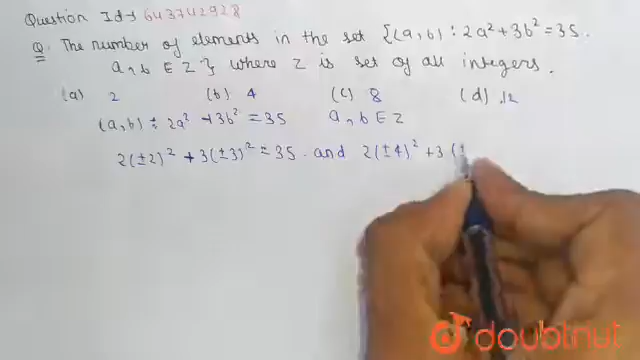 Question Id→ 643742928
Q. The number of elements in the set {(a,b) : 2a² + 3b² = 35.
a, b ∈ Z } where Z is set of all integers.
(a) 2 (b) 4 (c) 8 (d) 12
(a,b) = 2a² + 3b² = 35 a, b ∈ Z
2(±2)² + 3(±3)² = 35. and 2(±4)² + 3(±
doubtnut